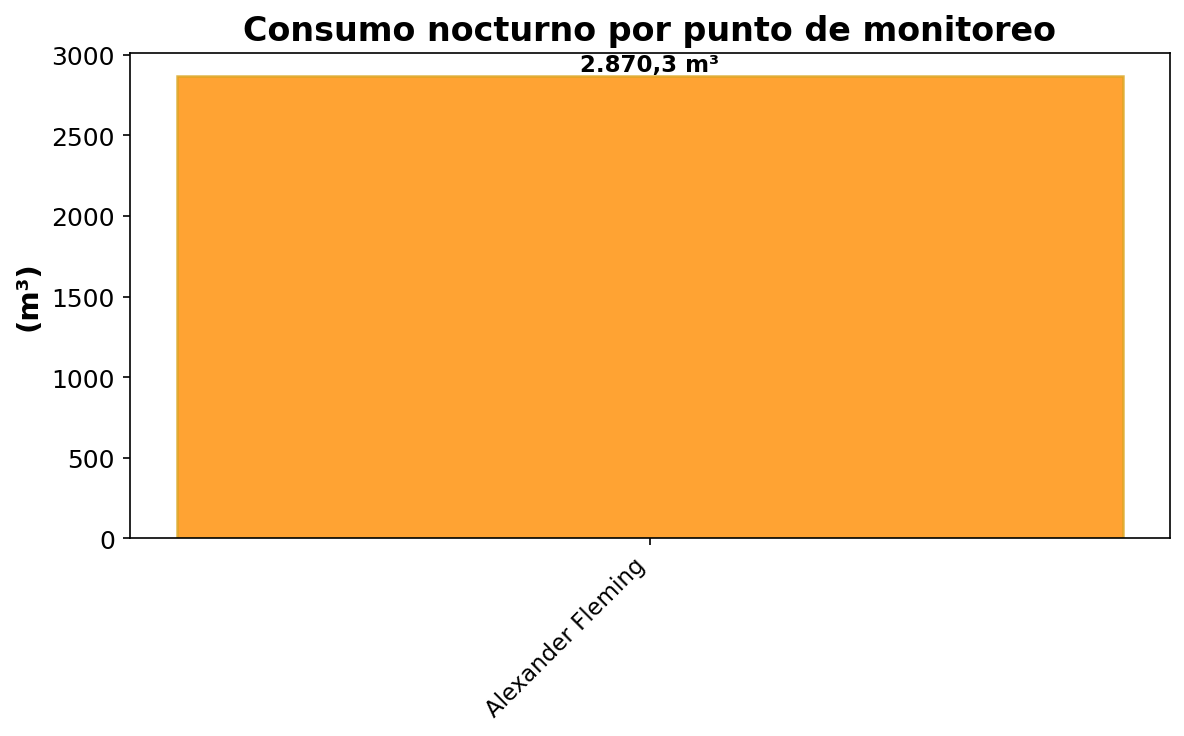 Consumo nocturno por punto de monitoreo
2.870,3 m³
3000
2500
2000
1500
1000
500
0
(m³)
Alexander Fleming